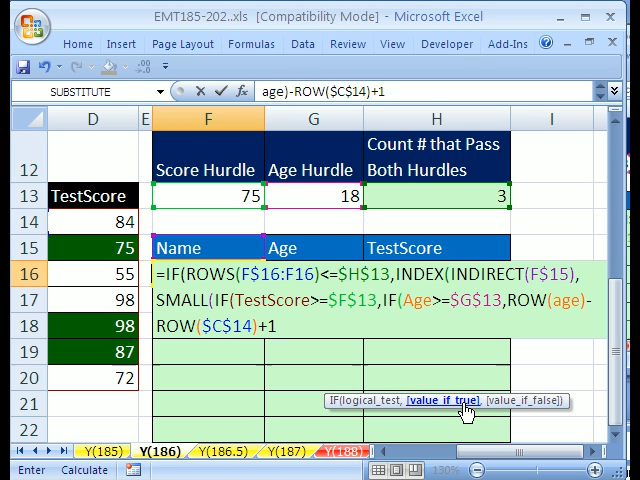 EMT185-202..xls [Compatibility Mode] - Microsoft Excel
Home Insert Page Layout Formulas Data Review View Developer Add-Ins
SUBSTITUTE age)-ROW($C$14)+1
D E F G H I
12 Score Hurdle Age Hurdle Count # that Pass Both Hurdles
13 TestScore 75 18 3
14 84
15 75 Name Age TestScore
16 55 =IF(ROWS(F$16:F16)<=$H$13,INDEX(INDIRECT(F$15),
17 98 SMALL(IF(TestScore>=$F$13,IF(Age>=$G$13,ROW(age)-
18 98 ROW($C$14)+1
19 87
20 72
21 IF(logical_test, [value_if_true], [value_if_false])
22
Y(185) Y(186) Y(186.5) Y(187) Y(188)
Enter Calculate 130%